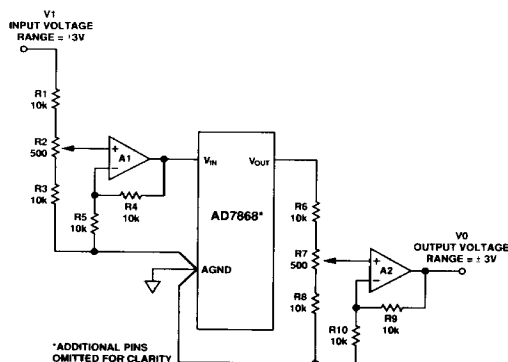 V1
INPUT VOLTAGE
RANGE = ±3V
R1
10k
R2
500
R3
10k
A1
R4
10k
R5
10k
VIN
VOUT
AD7868*
AGND
R6
10k
R7
500
R8
10k
A2
V0
OUTPUT VOLTAGE
RANGE = ± 3V
R9
10k
R10
10k
*ADDITIONAL PINS
OMITTED FOR CLARITY